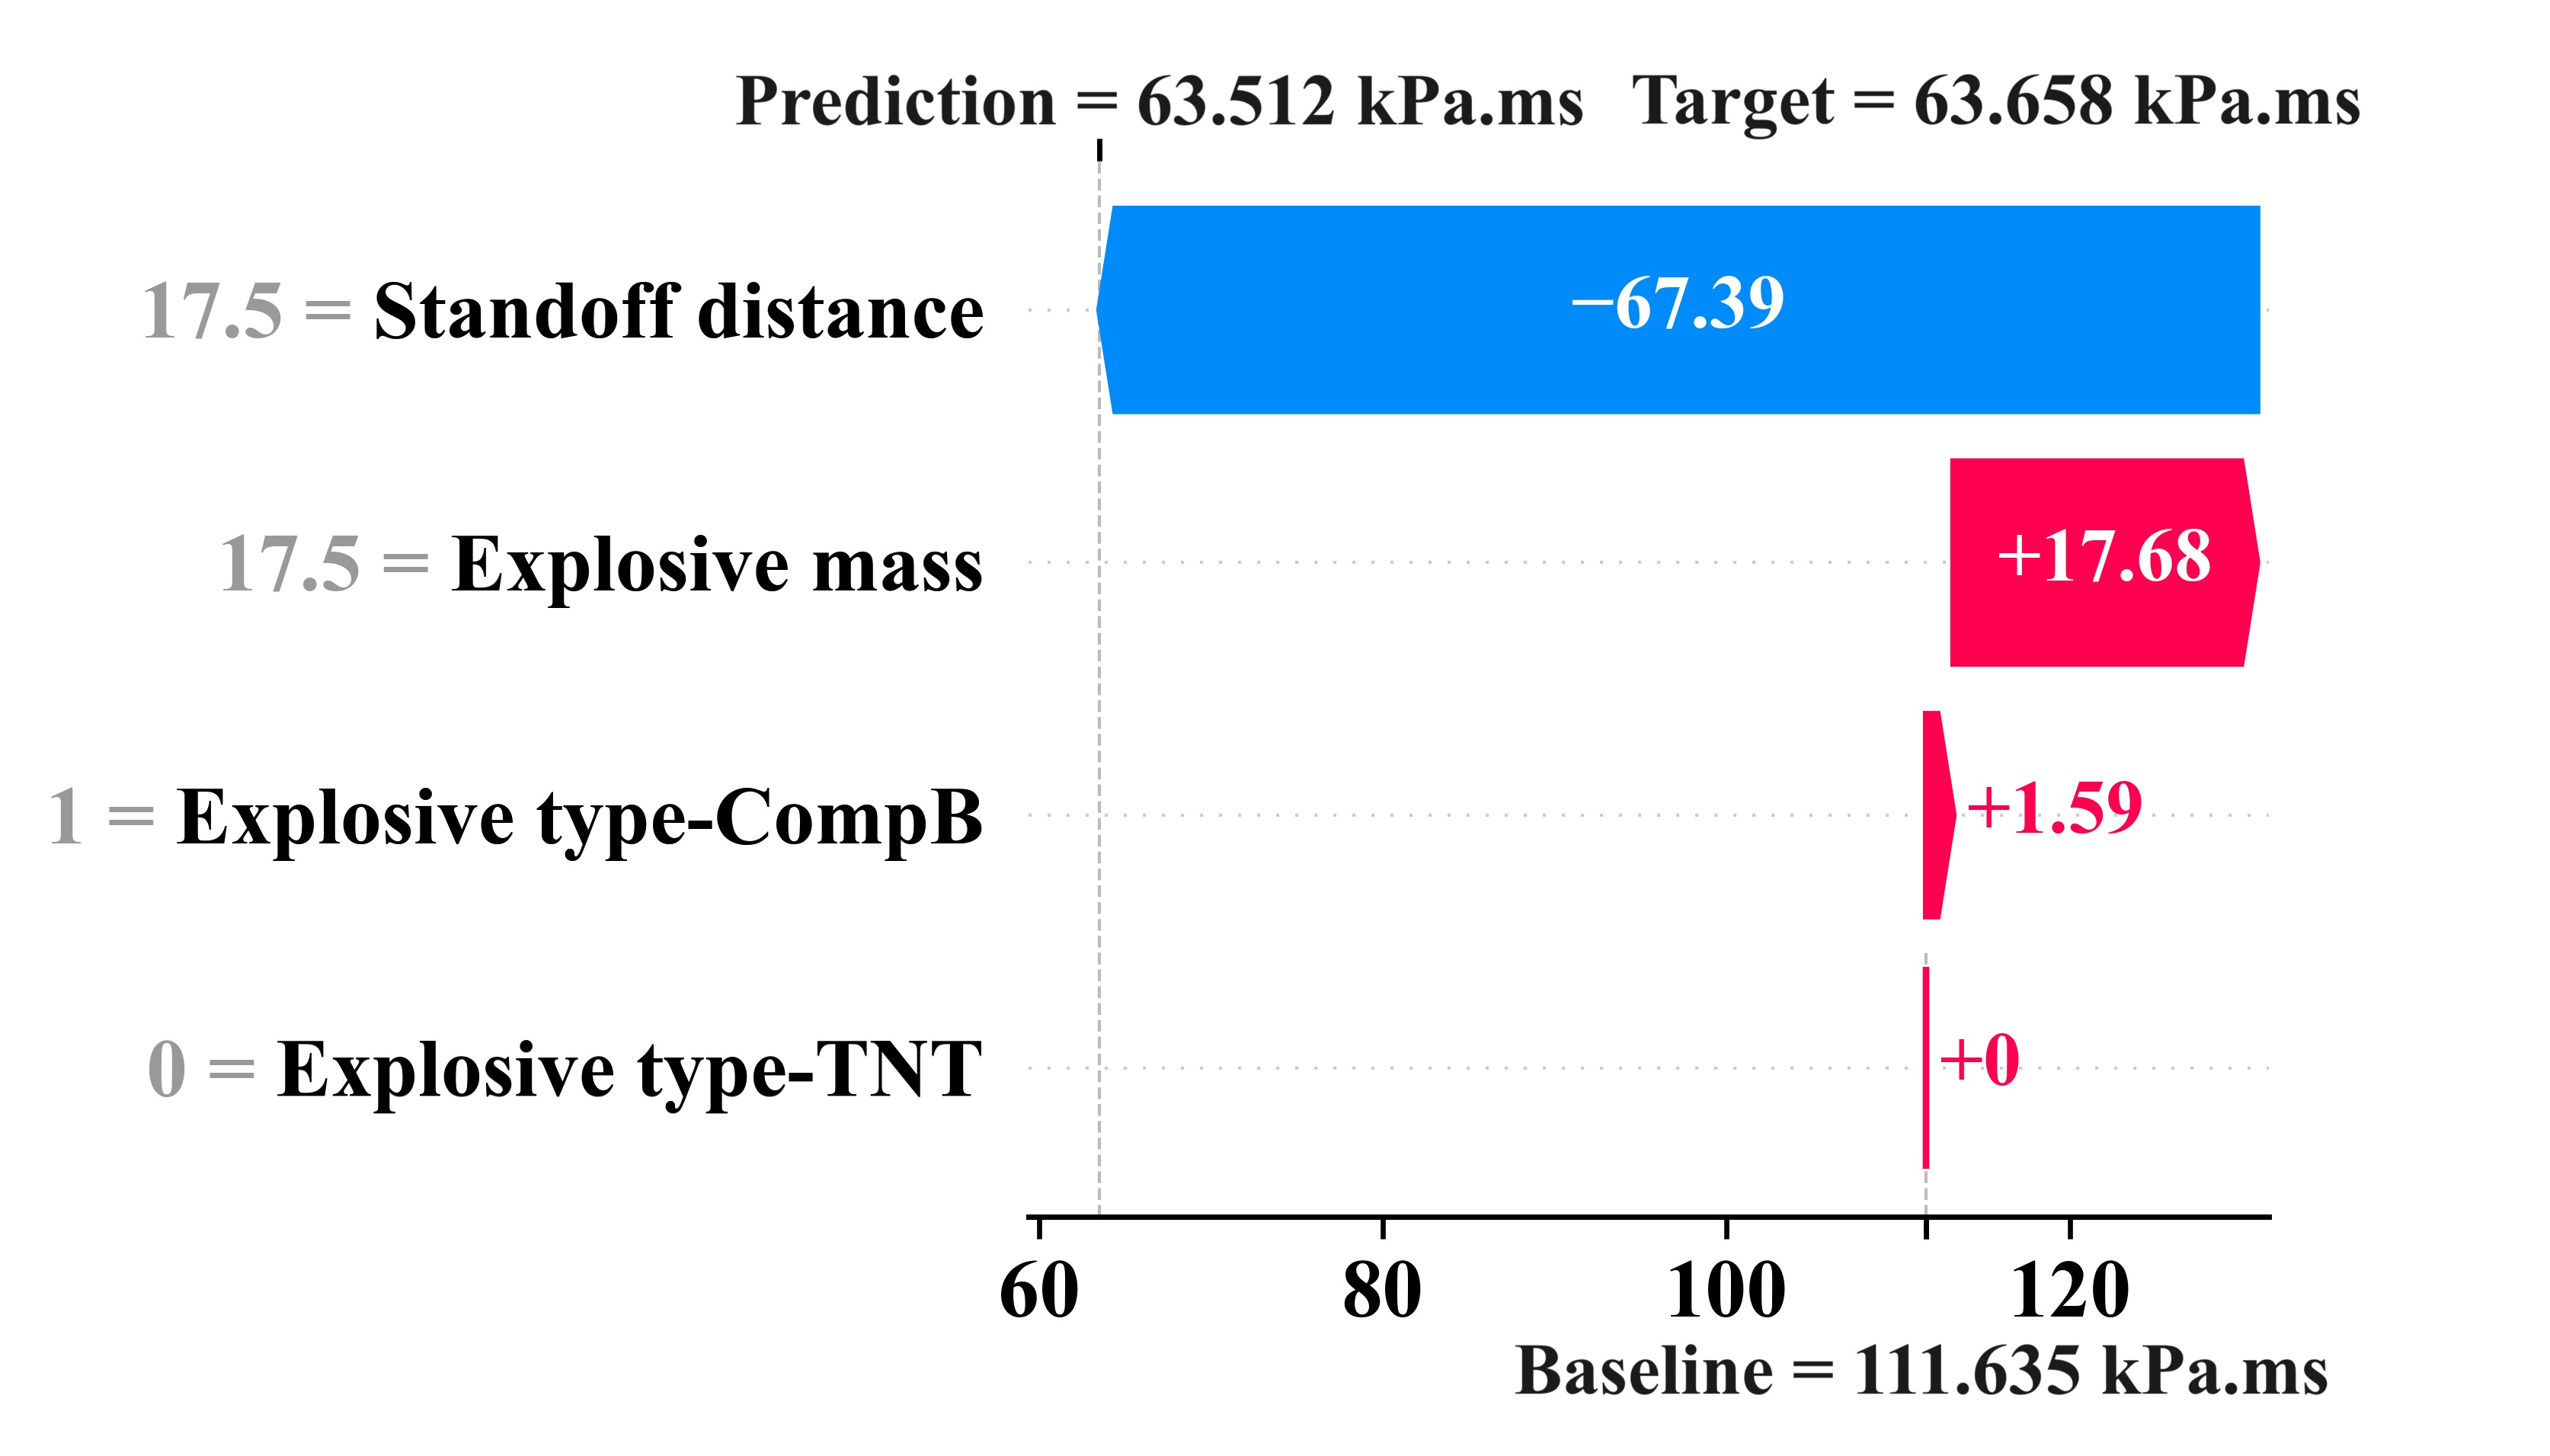 Prediction = 63.512 kPa.ms Target = 63.658 kPa.ms
17.5 = Standoff distance −67.39
17.5 = Explosive mass +17.68
1 = Explosive type-CompB +1.59
0 = Explosive type-TNT +0
60 80 100 120
Baseline = 111.635 kPa.ms